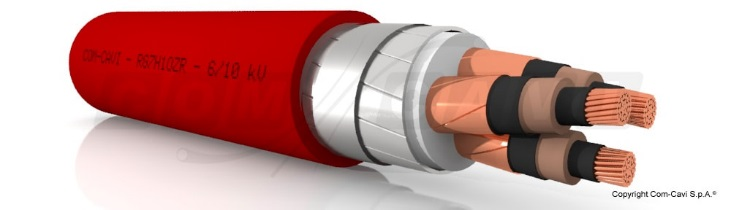 COM-CAVI - RG7H1OZR - 6/10 kV
Copyright Com-Cavi S.p.A.®